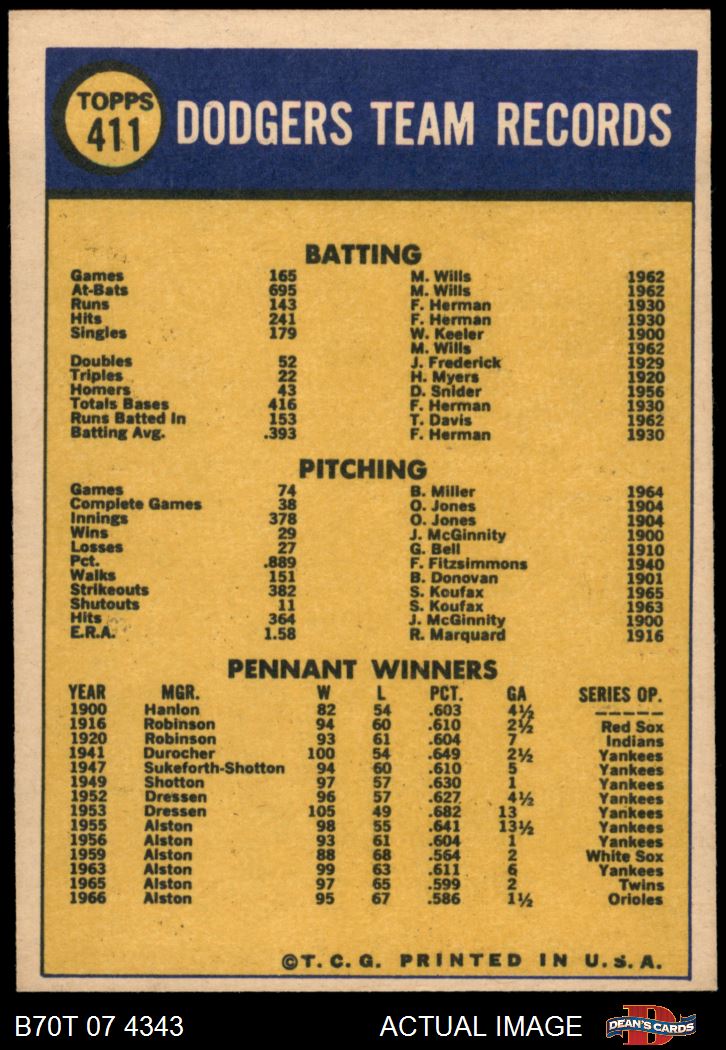 TOPPS
411
DODGERS TEAM RECORDS
BATTING
Games 165 M. Wills 1962
At-Bats 695 M. Wills 1962
Runs 143 F. Herman 1930
Hits 241 F. Herman 1930
Singles 179 W. Keeler 1900
M. Wills 1962
Doubles 52 J. Frederick 1929
Triples 22 H. Myers 1920
Homers 43 D. Snider 1956
Totals Bases 416 F. Herman 1930
Runs Batted In 153 T. Davis 1962
Batting Avg. .393 F. Herman 1930
PITCHING
Games 74 B. Miller 1964
Complete Games 38 O. Jones 1904
Innings 378 O. Jones 1904
Wins 29 J. McGinnity 1900
Losses 27 G. Bell 1910
Pct. .889 F. Fitzsimmons 1940
Walks 151 B. Donovan 1901
Strikeouts 382 S. Koufax 1965
Shutouts 11 S. Koufax 1963
Hits 364 J. McGinnity 1900
E.R.A. 1.58 R. Marquard 1916
PENNANT WINNERS
YEAR MGR. W L PCT. GA SERIES OP.
1900 Hanlon 82 54 .603 4½ – – – – –
1916 Robinson 94 60 .610 2½ Red Sox
1920 Robinson 93 61 .604 7 Indians
1941 Durocher 100 54 .649 2½ Yankees
1947 Sukeforth-Shotton 94 60 .610 5 Yankees
1949 Shotton 97 57 .630 1 Yankees
1952 Dressen 96 57 .627 4½ Yankees
1953 Dressen 105 49 .682 13 Yankees
1955 Alston 98 55 .641 13½ Yankees
1956 Alston 93 61 .604 1 Yankees
1959 Alston 88 68 .564 2 White Sox
1963 Alston 99 63 .611 6 Yankees
1965 Alston 97 65 .599 2 Twins
1966 Alston 95 67 .586 1½ Orioles
©T. C. G. PRINTED IN U. S. A.
B70T 07 4343 ACTUAL IMAGE D DEAN'S CARDS